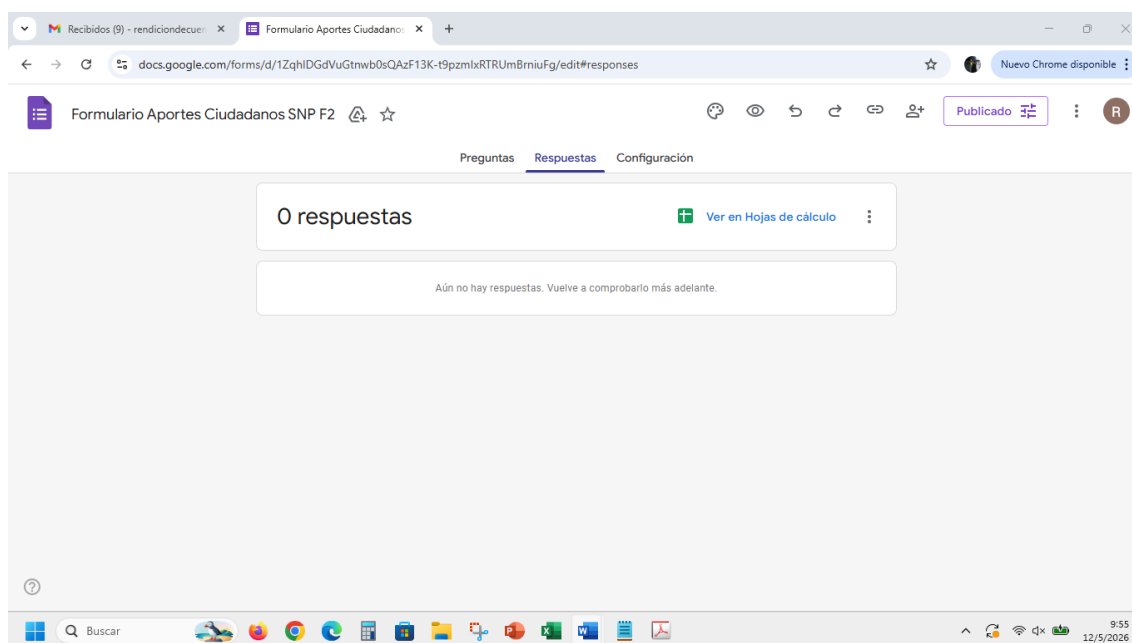 Recibidos (9) - rendiciondecuen
Formulario Aportes Ciudadanos
docs.google.com/forms/d/1ZqhlDGdVuGtnwb0sQAzF13K-t9pzmlxRTRUmBrniuFg/edit#responses
Nuevo Chrome disponible
Formulario Aportes Ciudadanos SNP F2
Publicado
R
Preguntas Respuestas Configuración
0 respuestas
Ver en Hojas de cálculo
Aún no hay respuestas. Vuelve a comprobarlo más adelante.
Buscar
9:55
12/5/2026